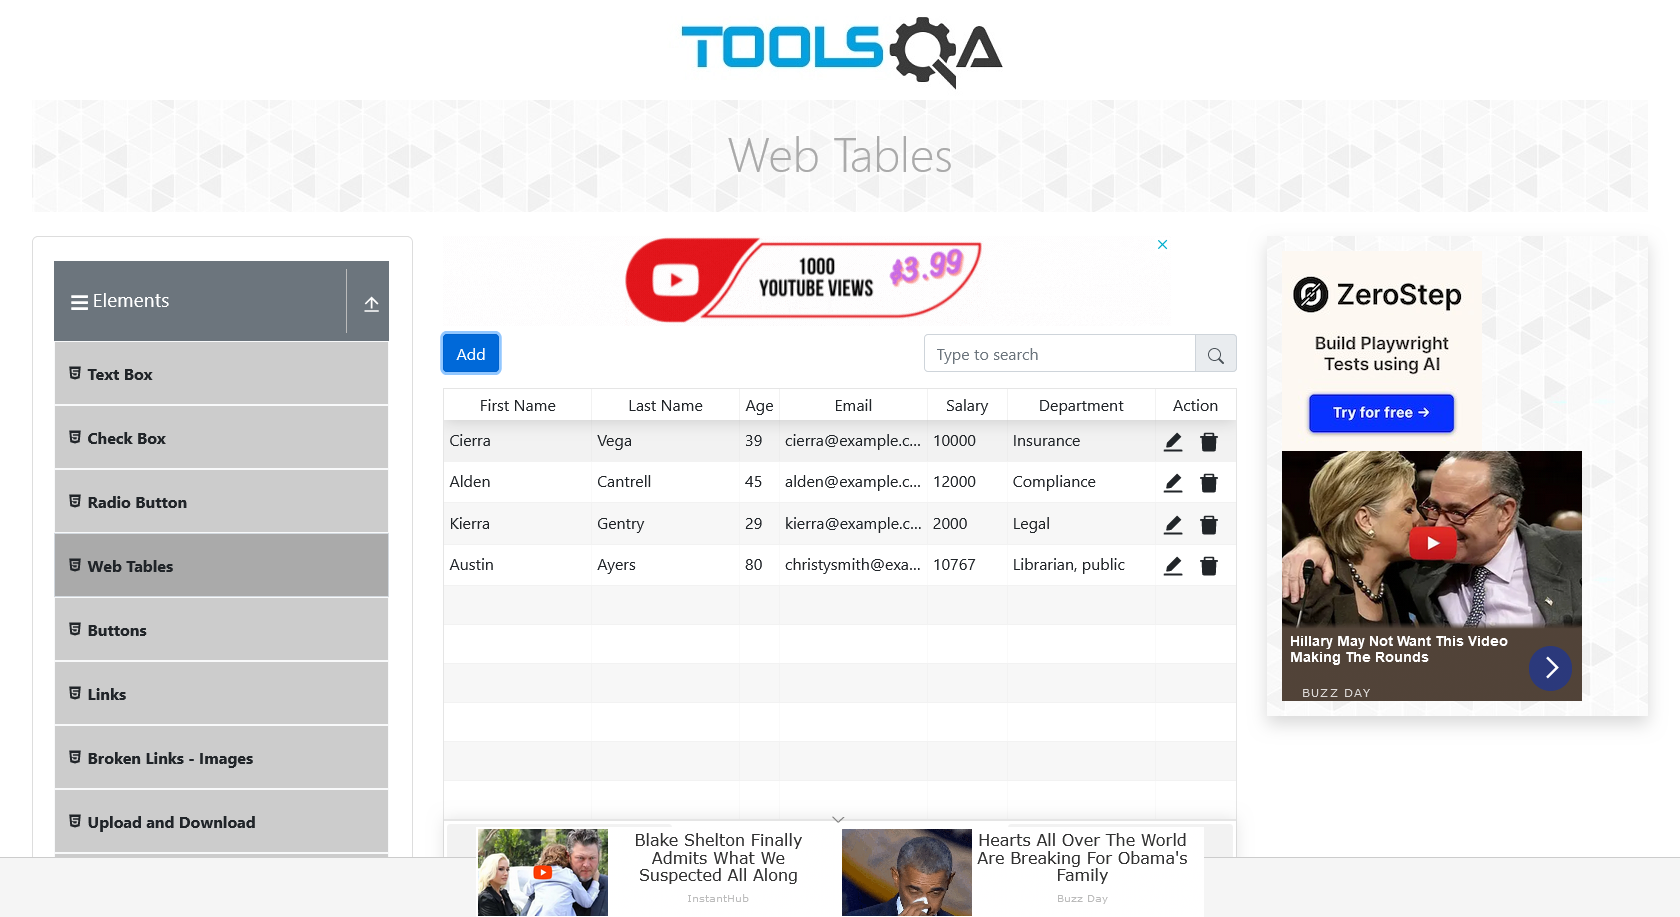 TOOLSQA
Web Tables
Elements
Text Box
Check Box
Radio Button
Web Tables
Buttons
Links
Broken Links - Images
Upload and Download
1000
YOUTUBE VIEWS
$3.99
Add
Type to search
First Name Last Name Age Email Salary Department Action
Cierra Vega 39 cierra@example.c... 10000 Insurance
Alden Cantrell 45 alden@example.c... 12000 Compliance
Kierra Gentry 29 kierra@example.c... 2000 Legal
Austin Ayers 80 christysmith@exa... 10767 Librarian, public
ZeroStep
Build Playwright
Tests using AI
Try for free →
Hillary May Not Want This Video
Making The Rounds
BUZZ DAY
Blake Shelton Finally
Admits What We
Suspected All Along
InstantHub
Hearts All Over The World
Are Breaking For Obama's
Family
Buzz Day